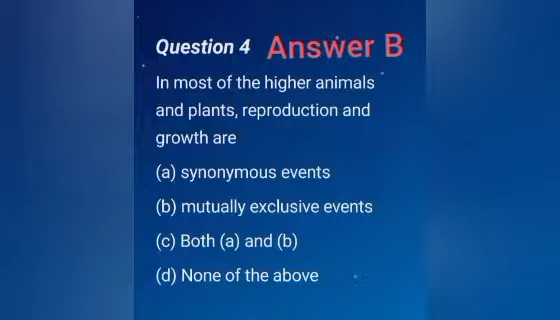 Question 4 Answer B
In most of the higher animals
and plants, reproduction and
growth are
(a) synonymous events
(b) mutually exclusive events
(c) Both (a) and (b)
(d) None of the above